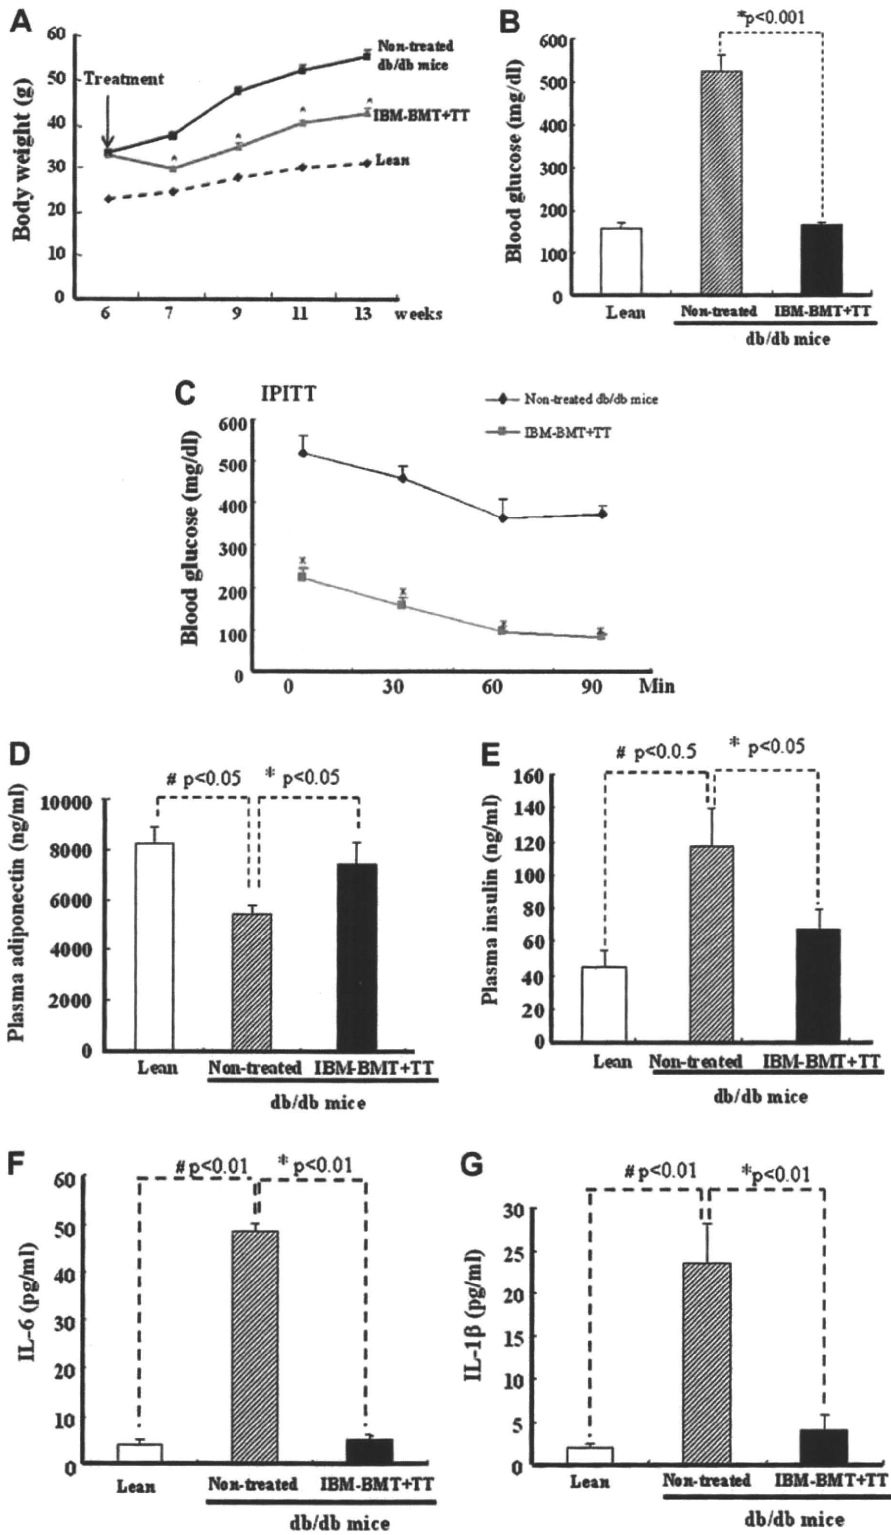 A
Body weight (g)
60
50
40
30
20
10
0
Treatment
Non-treated
db/db mice
IBM-BMT+TT
Lean
6 7 9 11 13 weeks
B
Blood glucose (mg/dl)
600
500
400
300
200
100
0
*p<0.001
Lean Non-treated IBM-BMT+TT
db/db mice
C
IPITT
Blood glucose (mg/dl)
600
500
400
300
200
100
0
Non-treated db/db mice
IBM-BMT+TT
* * * *
0 30 60 90 Min
D
Plasma adiponectin (ng/ml)
10000
8000
6000
4000
2000
0
# p<0.05 * p<0.05
Lean Non-treated IBM-BMT+TT
db/db mice
E
Plasma insulin (ng/ml)
160
140
120
100
80
60
40
20
0
# p<0.0.5 * p<0.05
Lean Non-treated IBM-BMT+TT
db/db mice
F
IL-6 (pg/ml)
60
50
40
30
20
10
0
# p<0.01 * p<0.01
Lean Non-treated IBM-BMT+TT
db/db mice
G
IL-1β (pg/ml)
30
25
20
15
10
5
0
# p<0.01 *p<0.01
Lean Non-treated IBM-BMT+TT
db/db mice